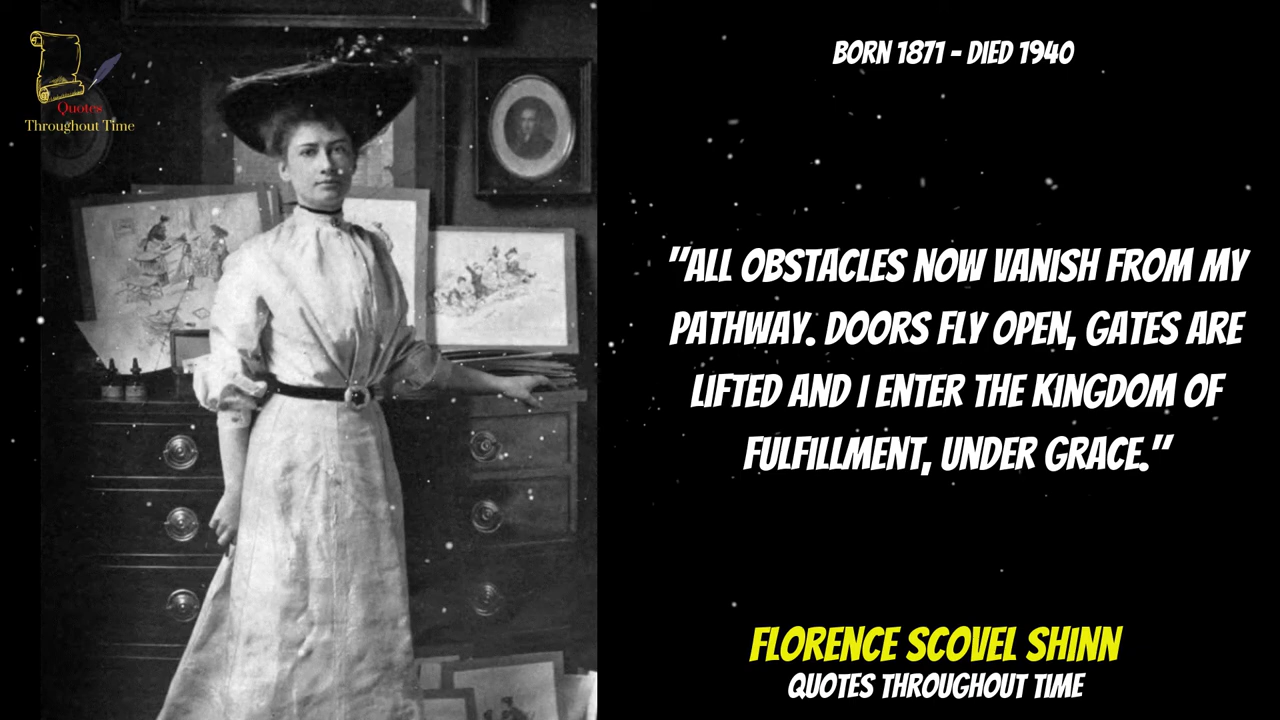 Quotes
Throughout Time
BORN 1871 - DIED 1940
"ALL OBSTACLES NOW VANISH FROM MY
PATHWAY. DOORS FLY OPEN, GATES ARE
LIFTED AND I ENTER THE KINGDOM OF
FULFILLMENT, UNDER GRACE."
FLORENCE SCOVEL SHINN
QUOTES THROUGHOUT TIME